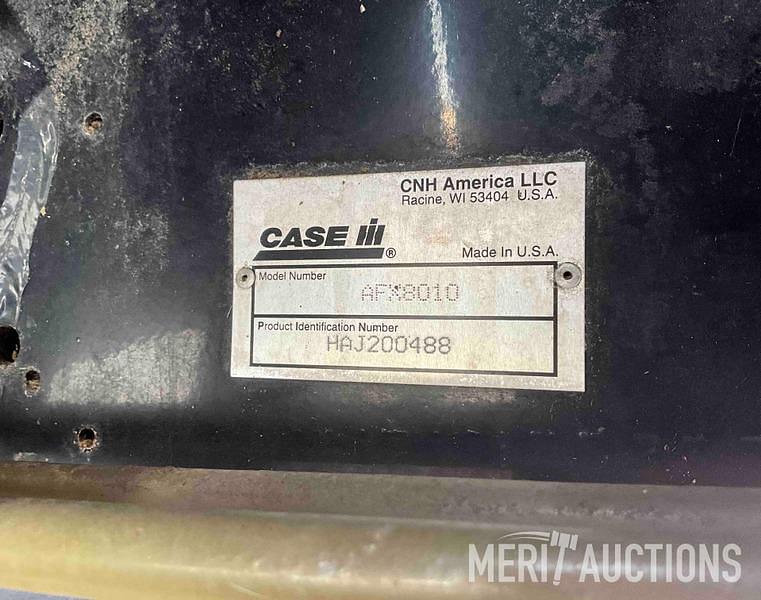 CNH America LLC
Racine, WI 53404 U.S.A.
CASE IH®
Made In U.S.A.
Model Number
AFX8010
Product Identification Number
HAJ200488
MERIT AUCTIONS